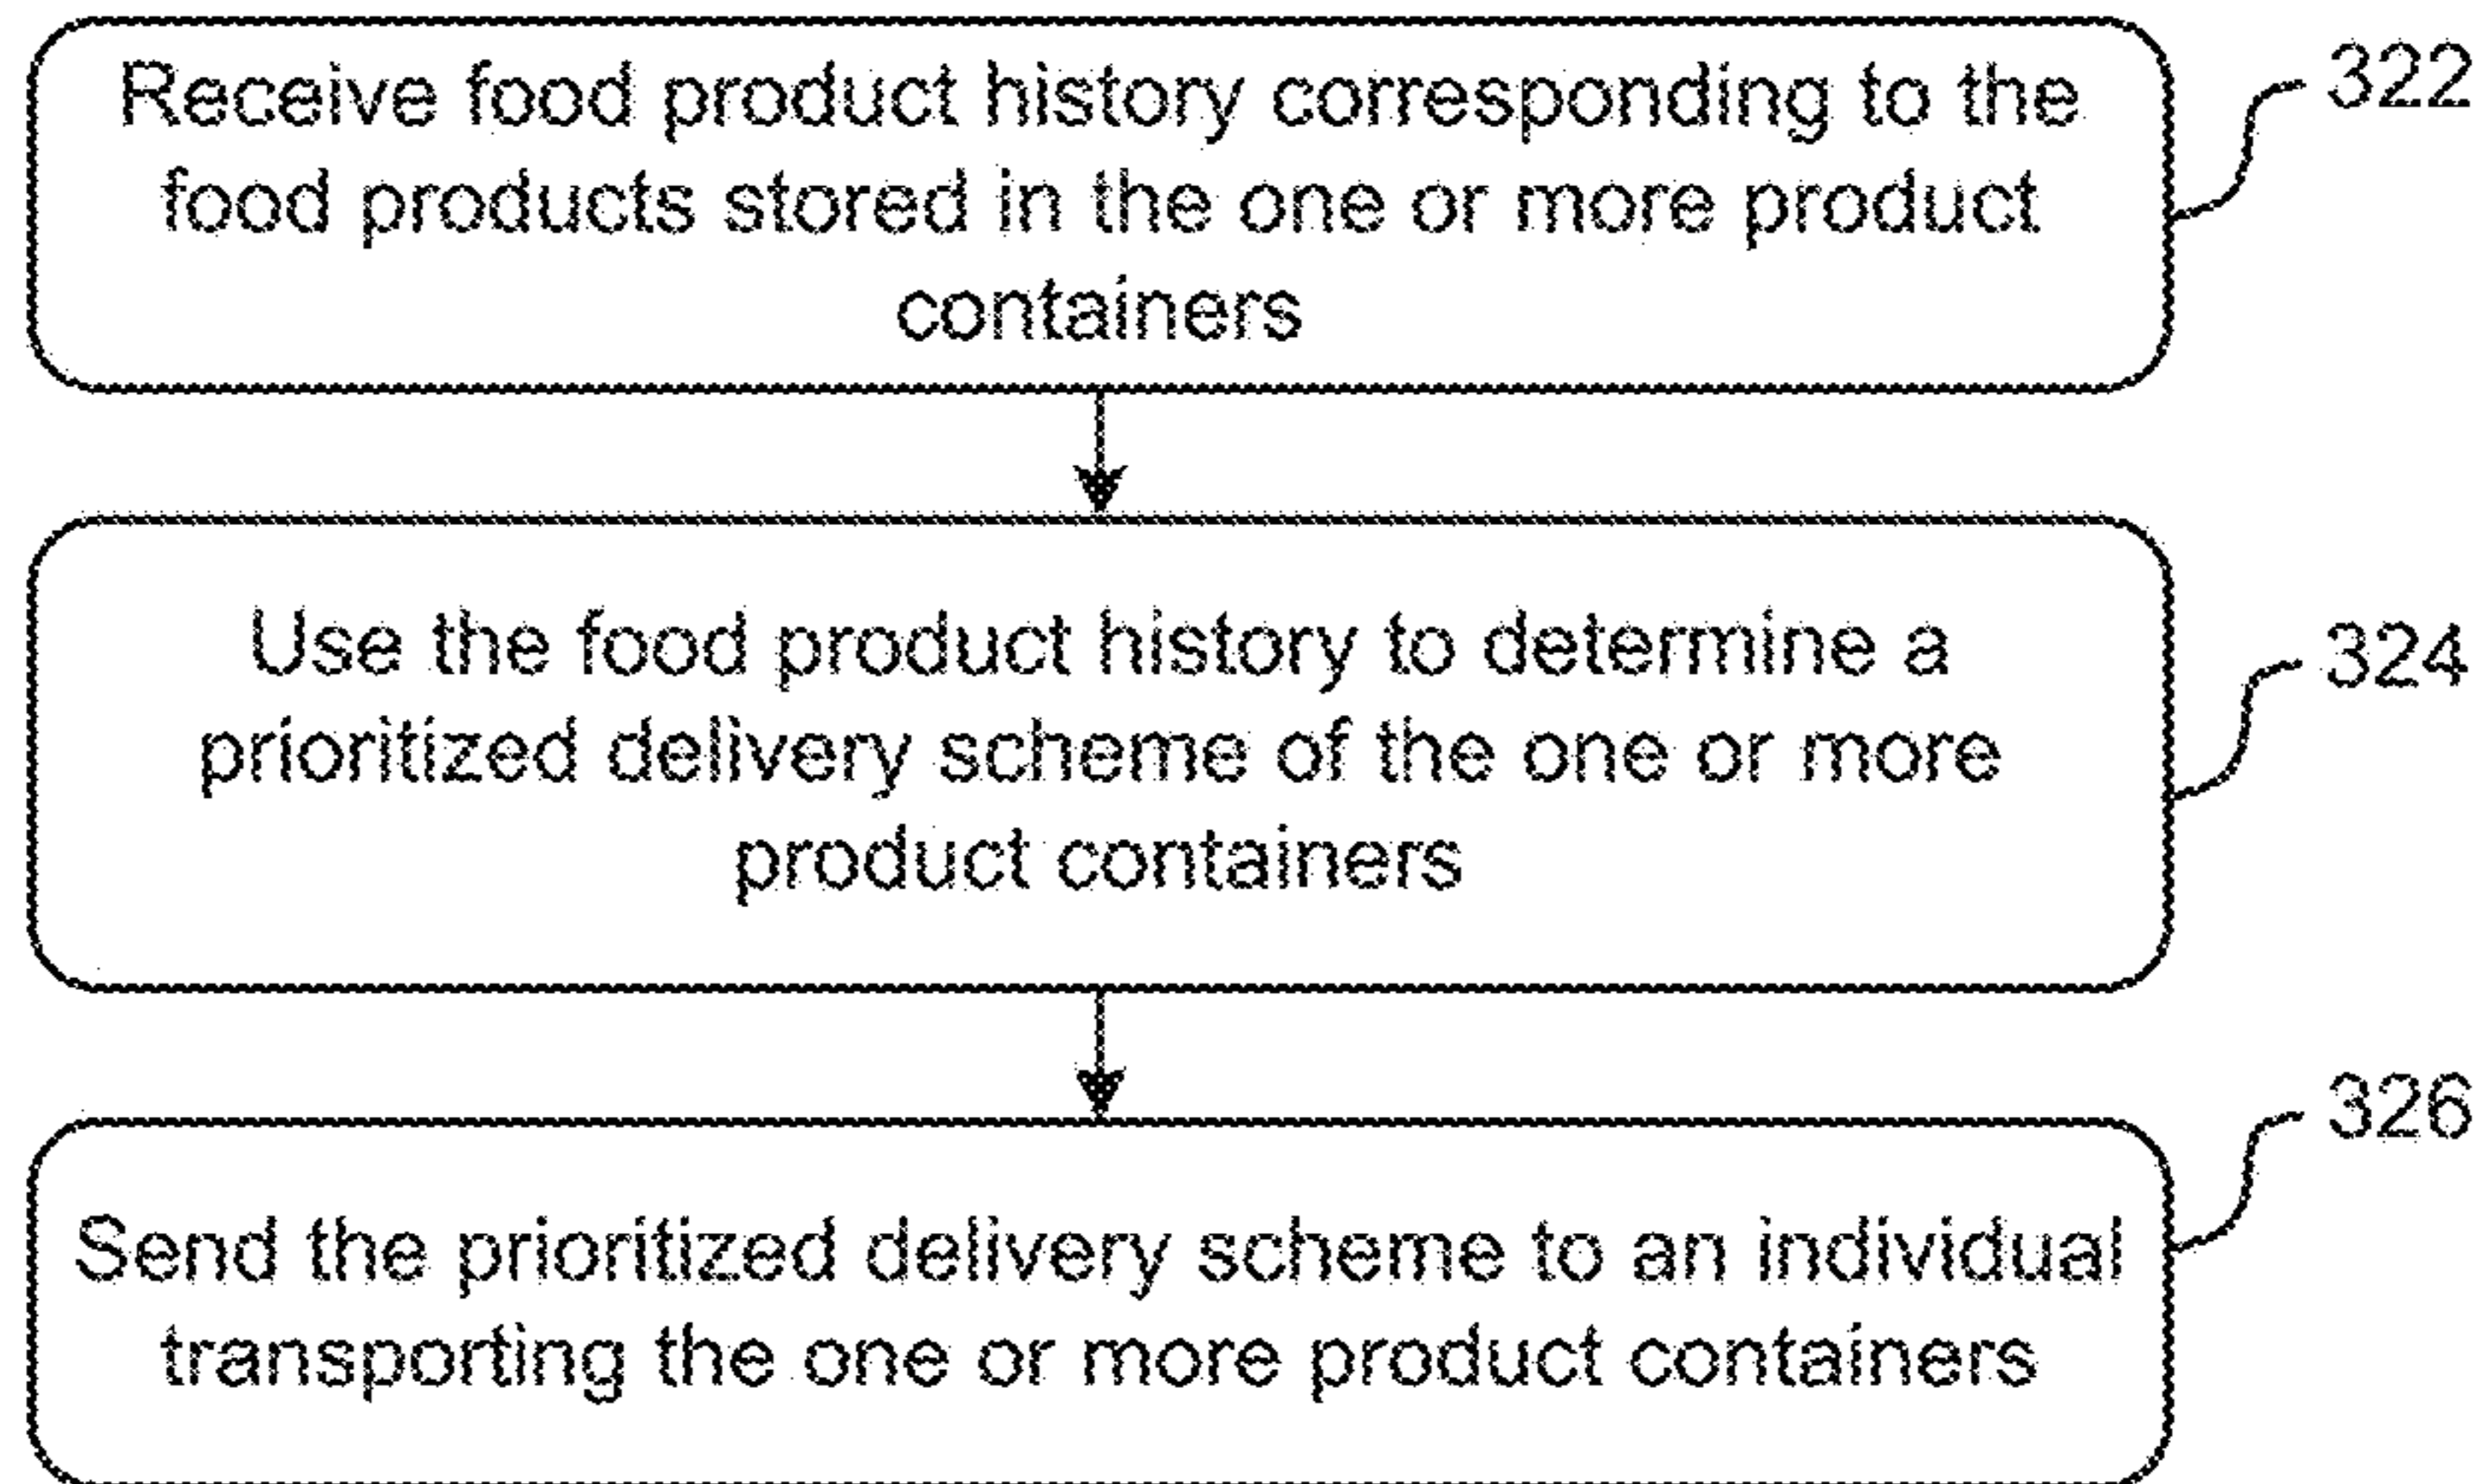 Receive food product history corresponding to the
food products stored in the one or more product
containers
322
Use the food product history to determine a
prioritized delivery scheme of the one or more
product containers
324
Send the prioritized delivery scheme to an individual
transporting the one or more product containers
326